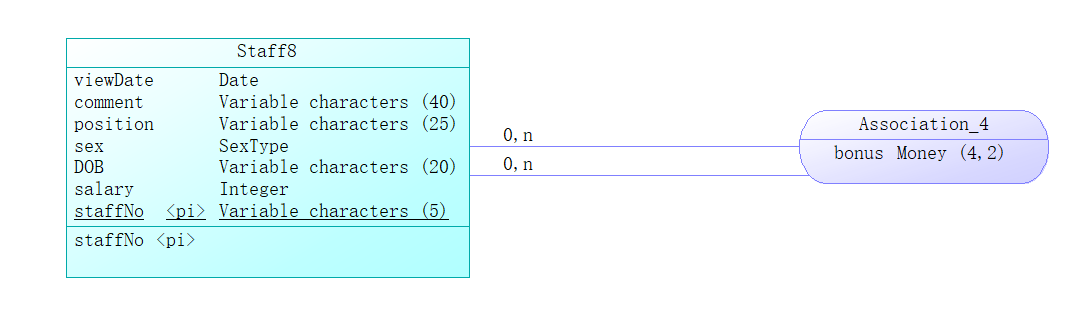 Staff8
viewDate Date
comment Variable characters (40)
position Variable characters (25)
sex SexType
DOB Variable characters (20)
salary Integer
staffNo <pi> Variable characters (5)
staffNo <pi>
0,n
0,n
Association_4
bonus Money (4,2)